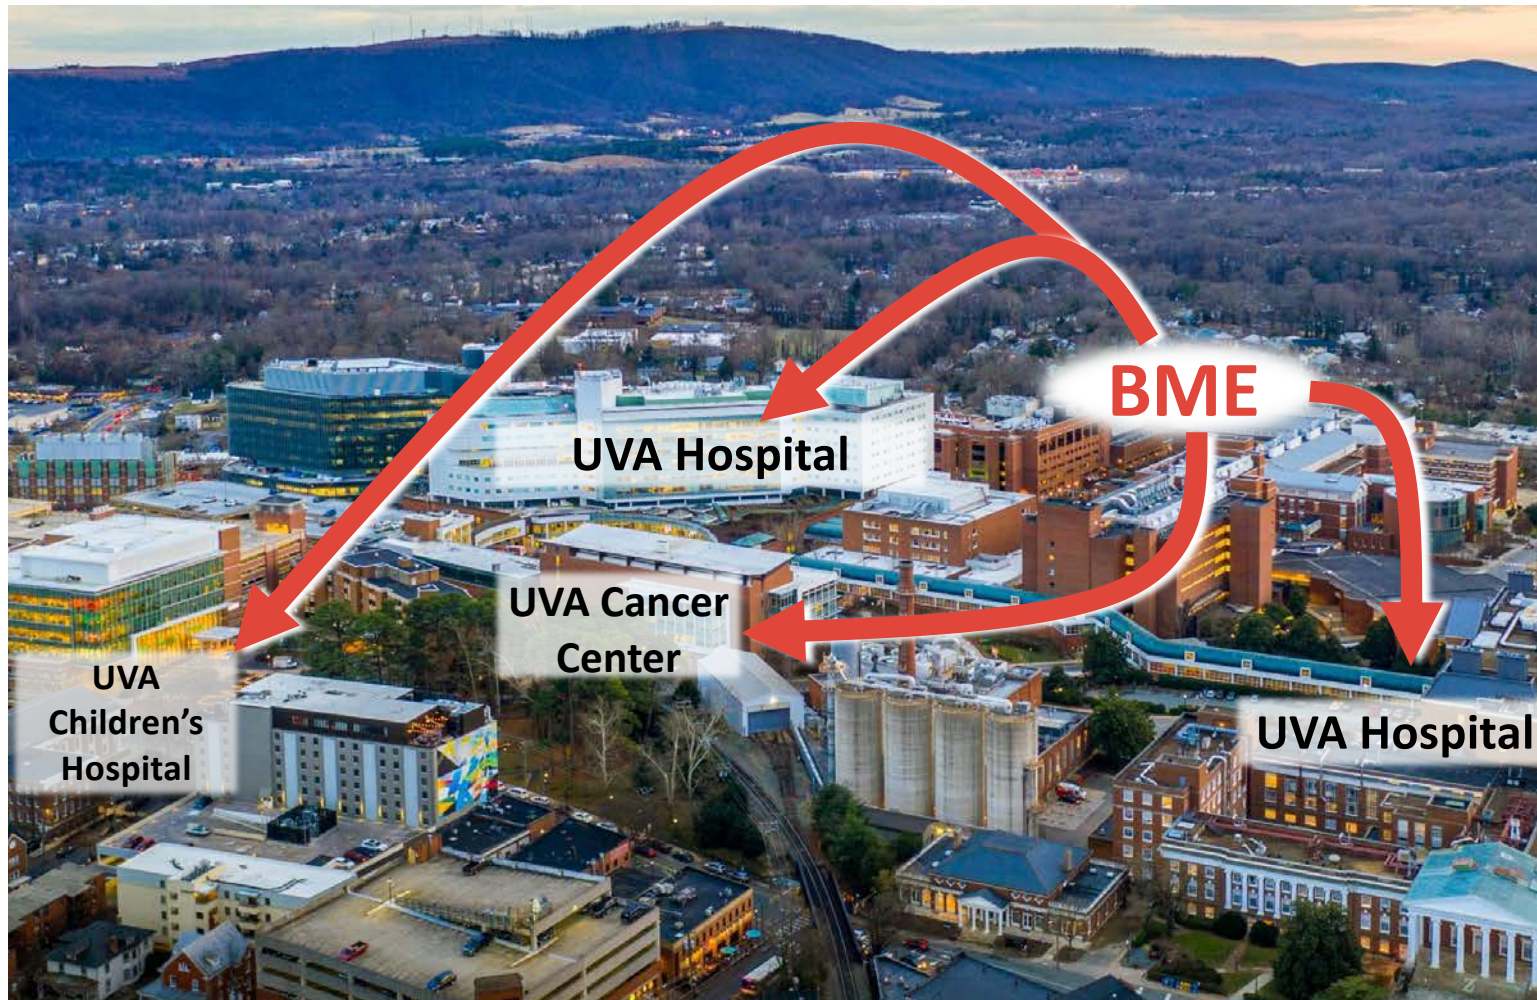 BME
UVA Hospital
UVA Cancer
Center
UVA
Children’s
Hospital
UVA Hospital